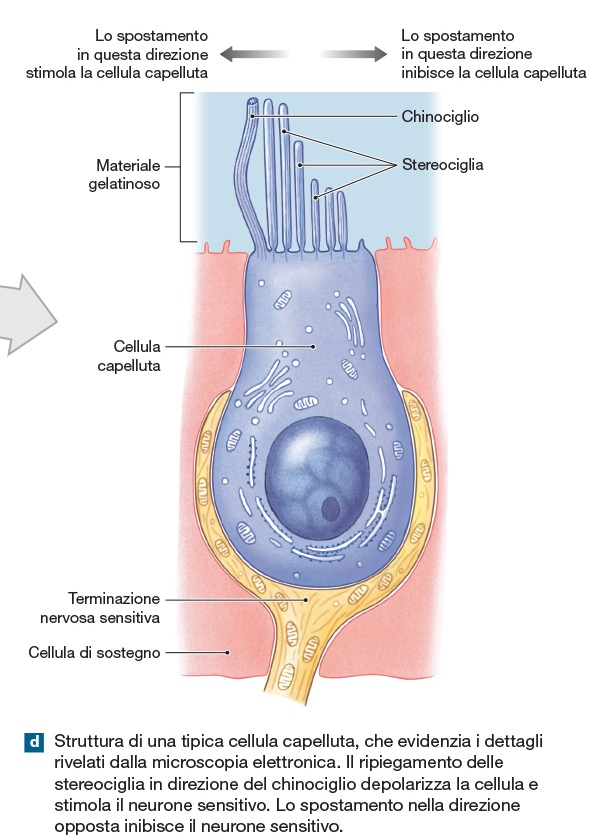 Lo spostamento
in questa direzione
stimola la cellula capelluta
Lo spostamento
in questa direzione
inibisce la cellula capelluta
Chinociglio
Materiale
gelatinoso
Stereociglia
Cellula
capelluta
Terminazione
nervosa sensitiva
Cellula di sostegno
d Struttura di una tipica cellula capelluta, che evidenzia i dettagli
rivelati dalla microscopia elettronica. Il ripiegamento delle
stereociglia in direzione del chinociglio depolarizza la cellula e
stimola il neurone sensitivo. Lo spostamento nella direzione
opposta inibisce il neurone sensitivo.